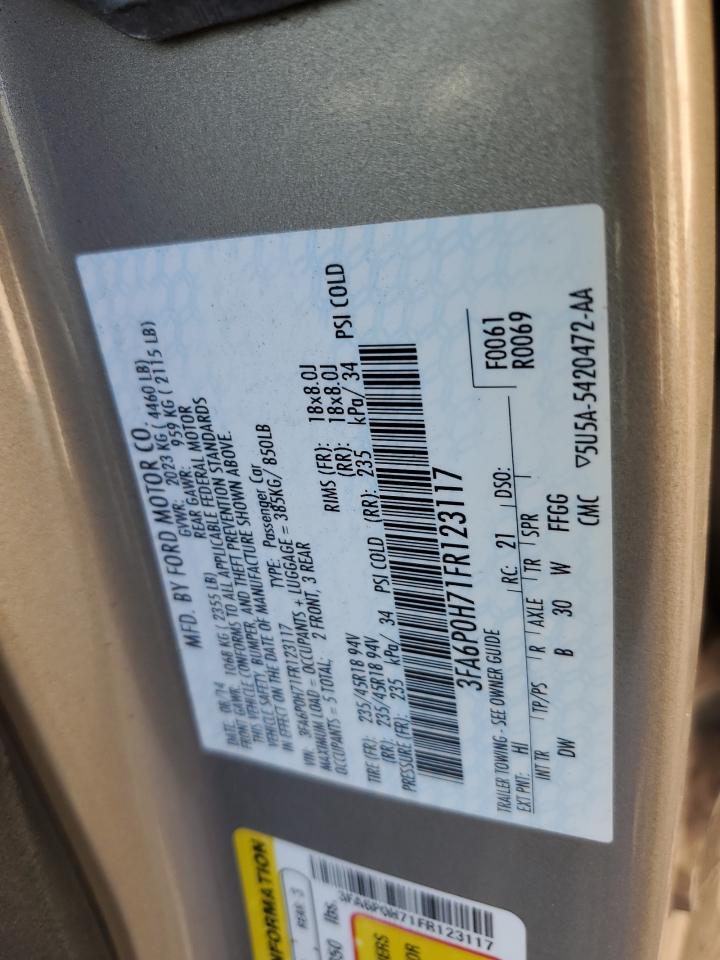 MFD. BY FORD MOTOR CO.
DATE: 08/14 GVWR: 2023 KG ( 4460 LB)
FRONT GAWR: 1068 KG ( 2355 LB) REAR GAWR: 959 KG ( 2115 LB)
THIS VEHICLE CONFORMS TO ALL APPLICABLE FEDERAL MOTOR
VEHICLE SAFETY, BUMPER, AND THEFT PREVENTION STANDARDS
IN EFFECT ON THE DATE OF MANUFACTURE SHOWN ABOVE.
VIN: 3FA6P0H71FR123117 TYPE: Passenger Car
MAXIMUM LOAD = OCCUPANTS + LUGGAGE = 385KG/ 850LB
OCCUPANTS = 5 TOTAL: 2 FRONT, 3 REAR
TIRE (FR): 235/45R18 94V RIMS (FR): 18x8.0J
(RR): 235/45R18 94V (RR): 18x8.0J
PRESSURE (FR): 235 kPa/ 34 PSI COLD (RR): 235 kPa/ 34 PSI COLD
3FA6P0H71FR123117
TRAILER TOWING - SEE OWNER GUIDE F0061
R0069
EXT PNT: HI RC: 21 DSO:
INT TR TP/PS R AXLE TR SPR
DW B 30 W FFGG
CMC ▽5U5A-5420472-AA
NFORMATION
REAR 3
lbs.
3FA6P0H71FR123117